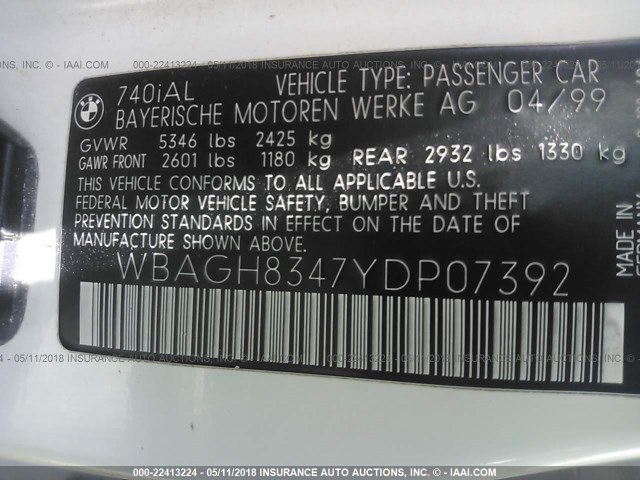 BMW
740iAL VEHICLE TYPE: PASSENGER CAR
BAYERISCHE MOTOREN WERKE AG 04/99
GVWR 5346 lbs 2425 kg
GAWR FRONT 2601 lbs 1180 kg REAR 2932 lbs 1330 kg
THIS VEHICLE CONFORMS TO ALL APPLICABLE U.S.
FEDERAL MOTOR VEHICLE SAFETY, BUMPER AND THEFT
PREVENTION STANDARDS IN EFFECT ON THE DATE OF
MANUFACTURE SHOWN ABOVE.
WBAGH8347YDP07392
MADE
000-22413224 - 05/11/2018 INSURANCE AUTO AUCTIONS INC. - © IAAI.COM